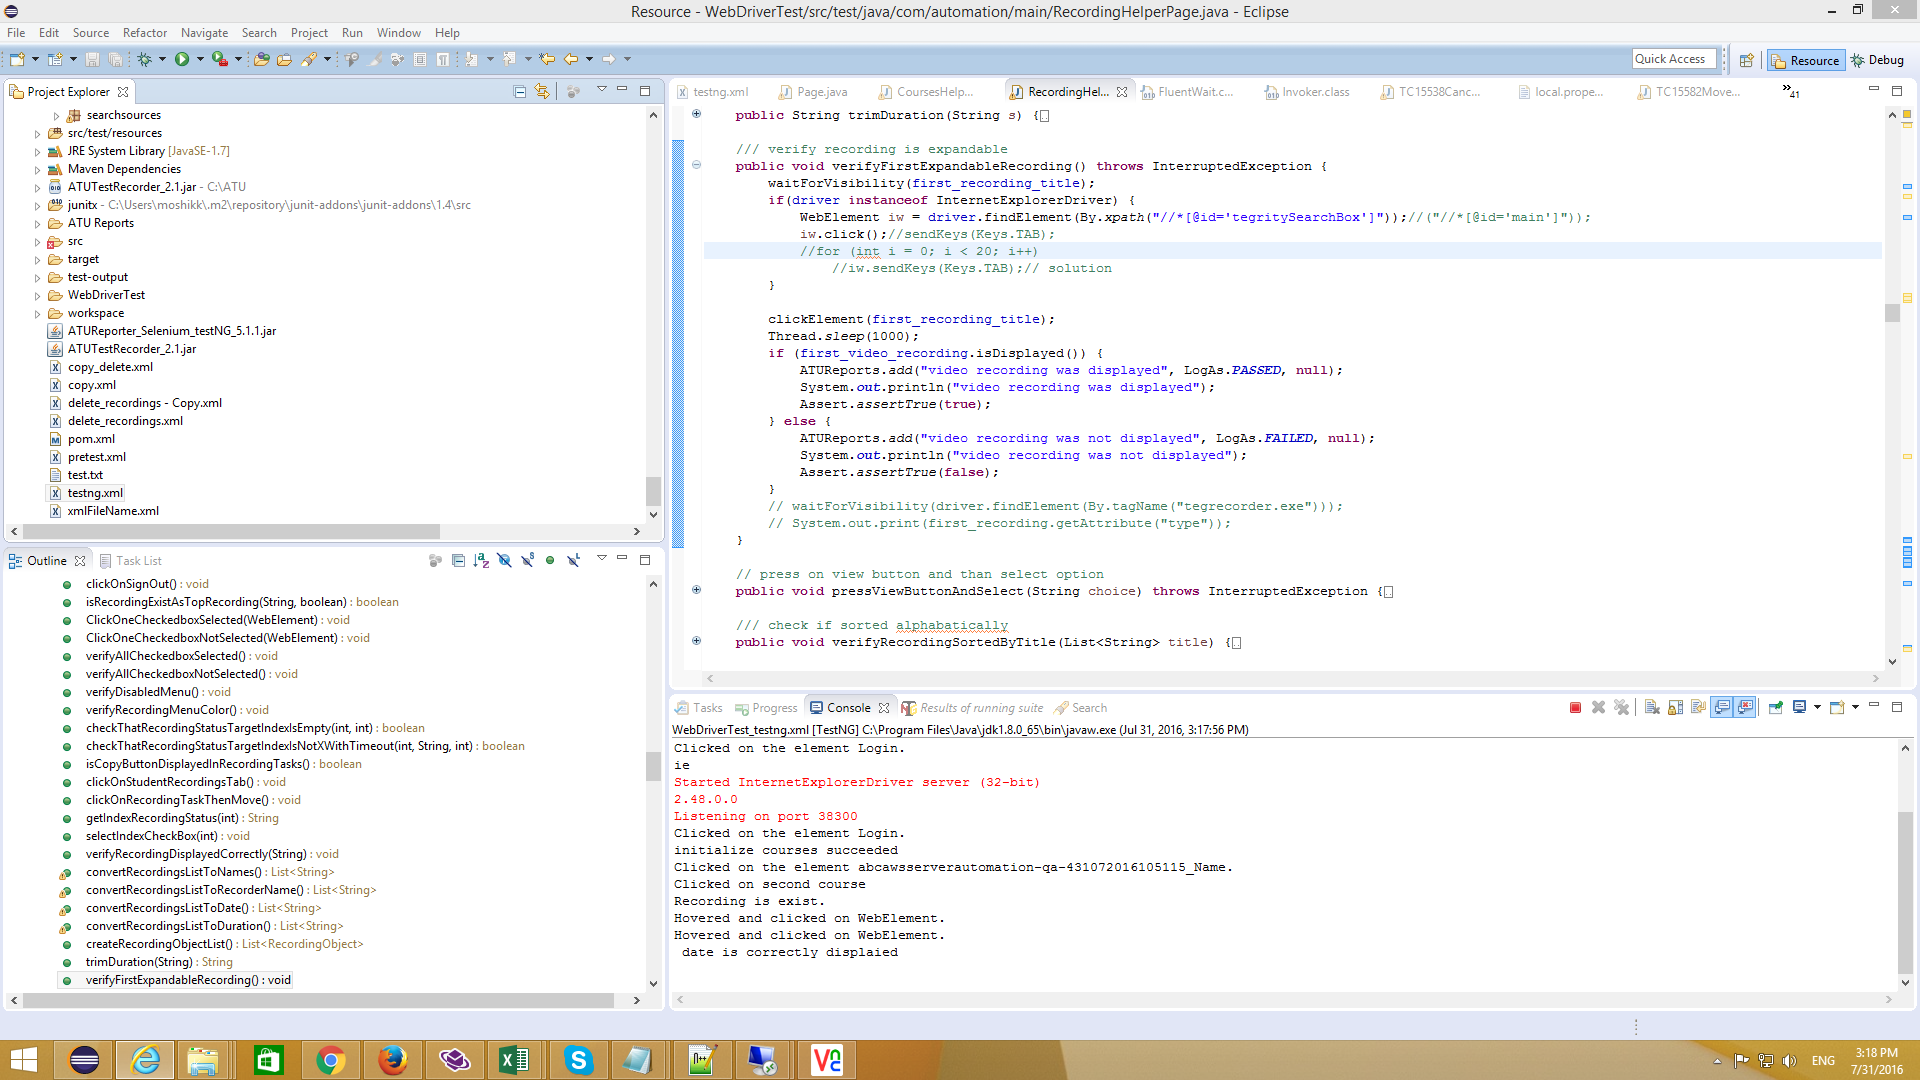 Resource - WebDriverTest/src/test/java/com/automation/main/RecordingHelperPage.java - Eclipse
File Edit Source Refactor Navigate Search Project Run Window Help
Quick Access
Resource
Debug
Project Explorer
searchsources
src/test/resources
JRE System Library [JavaSE-1.7]
Maven Dependencies
ATUTestRecorder_2.1.jar - C:\ATU
junitx - C:\Users\moshikk\.m2\repository\junit-addons\junit-addons\1.4\src
ATU Reports
src
target
test-output
WebDriverTest
workspace
ATUReporter_Selenium_testNG_5.1.1.jar
ATUTestRecorder_2.1.jar
copy_delete.xml
copy.xml
delete_recordings - Copy.xml
delete_recordings.xml
pom.xml
pretest.xml
test.txt
testng.xml
xmlFileName.xml
Outline
Task List
clickOnSignOut() : void
isRecordingExistAsTopRecording(String, boolean) : boolean
ClickOneCheckedboxSelected(WebElement) : void
ClickOneCheckedboxNotSelected(WebElement) : void
verifyAllCheckedboxSelected() : void
verifyAllCheckedboxNotSelected() : void
verifyDisabledMenu() : void
verifyRecordingMenuColor() : void
checkThatRecordingStatusTargetIndexIsEmpty(int, int) : boolean
checkThatRecordingStatusTargetIndexIsNotXWithTimeout(int, String, int) : boolean
isCopyButtonDisplayedInRecordingTasks() : boolean
clickOnStudentRecordingsTab() : void
clickOnRecordingTaskThenMove() : void
getIndexRecordingStatus(int) : String
selectIndexCheckBox(int) : void
verifyRecordingDisplayedCorrectly(String) : void
convertRecordingsListToNames() : List<String>
convertRecordingsListToRecorderName() : List<String>
convertRecordingsListToDate() : List<String>
convertRecordingsListToDuration() : List<String>
createRecordingObjectList() : List<RecordingObject>
trimDuration(String) : String
verifyFirstExpandableRecording() : void
testng.xml
Page.java
CoursesHelp...
RecordingHel...
FluentWait.c...
Invoker.class
TC15538Canc...
local.prope...
TC15582Move...
»41
public String trimDuration(String s) {
/// verify recording is expandable
public void verifyFirstExpandableRecording() throws InterruptedException {
waitForVisibility(first_recording_title);
if(driver instanceof InternetExplorerDriver) {
WebElement iw = driver.findElement(By.xpath("//*[@id='tegritySearchBox']"));//("//*[@id='main']"));
iw.click();//sendKeys(Keys.TAB);
//for (int i = 0; i < 20; i++)
//iw.sendKeys(Keys.TAB);// solution
}
clickElement(first_recording_title);
Thread.sleep(1000);
if (first_video_recording.isDisplayed()) {
ATUReports.add("video recording was displayed", LogAs.PASSED, null);
System.out.println("video recording was displayed");
Assert.assertTrue(true);
} else {
ATUReports.add("video recording was not displayed", LogAs.FAILED, null);
System.out.println("video recording was not displayed");
Assert.assertTrue(false);
}
// waitForVisibility(driver.findElement(By.tagName("tegrecorder.exe")));
// System.out.print(first_recording.getAttribute("type"));
}
// press on view button and than select option
public void pressViewButtonAndSelect(String choice) throws InterruptedException {
/// check if sorted alphabatically
public void verifyRecordingSortedByTitle(List<String> title) {
Tasks
Progress
Console
Results of running suite
Search
WebDriverTest_testng.xml [TestNG] C:\Program Files\Java\jdk1.8.0_65\bin\javaw.exe (Jul 31, 2016, 3:17:56 PM)
Clicked on the element Login.
ie
Started InternetExplorerDriver server (32-bit)
2.48.0.0
Listening on port 38300
Clicked on the element Login.
initialize courses succeeded
Clicked on the element abcawsserverautomation-qa-431072016105115_Name.
Clicked on second course
Recording is exist.
Hovered and clicked on WebElement.
Hovered and clicked on WebElement.
date is correctly displaied
ENG
3:18 PM
7/31/2016